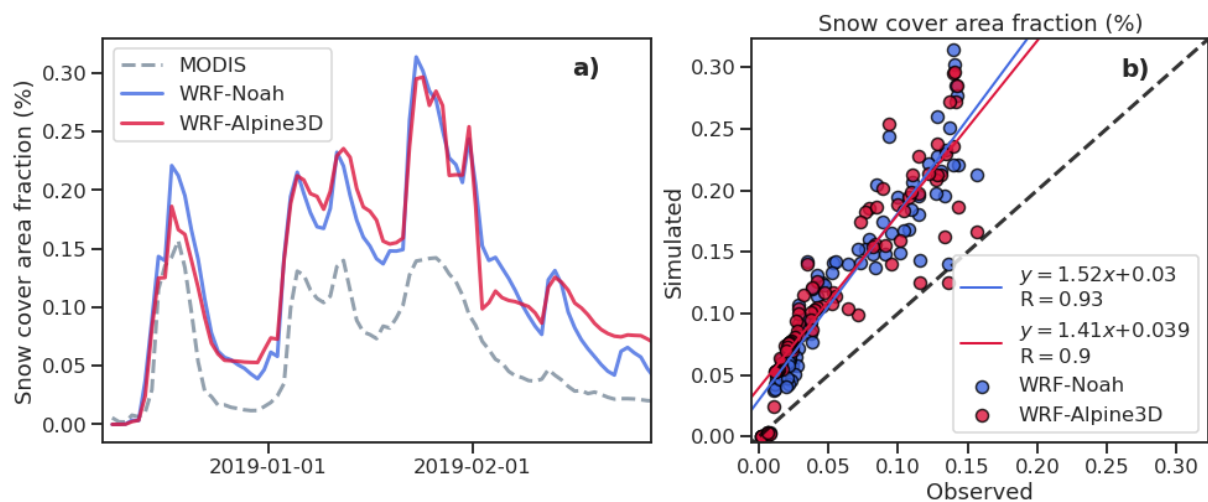 Snow cover area fraction (%)
0.30
0.25
0.20
0.15
0.10
0.05
0.00
MODIS
WRF-Noah
WRF-Alpine3D
a)
2019-01-01
2019-02-01
Snow cover area fraction (%)
Simulated
0.30
0.25
0.20
0.15
0.10
0.05
0.00
b)
y = 1.52x+0.03
R = 0.93
y = 1.41x+0.039
R = 0.9
WRF-Noah
WRF-Alpine3D
0.00 0.05 0.10 0.15 0.20 0.25 0.30
Observed